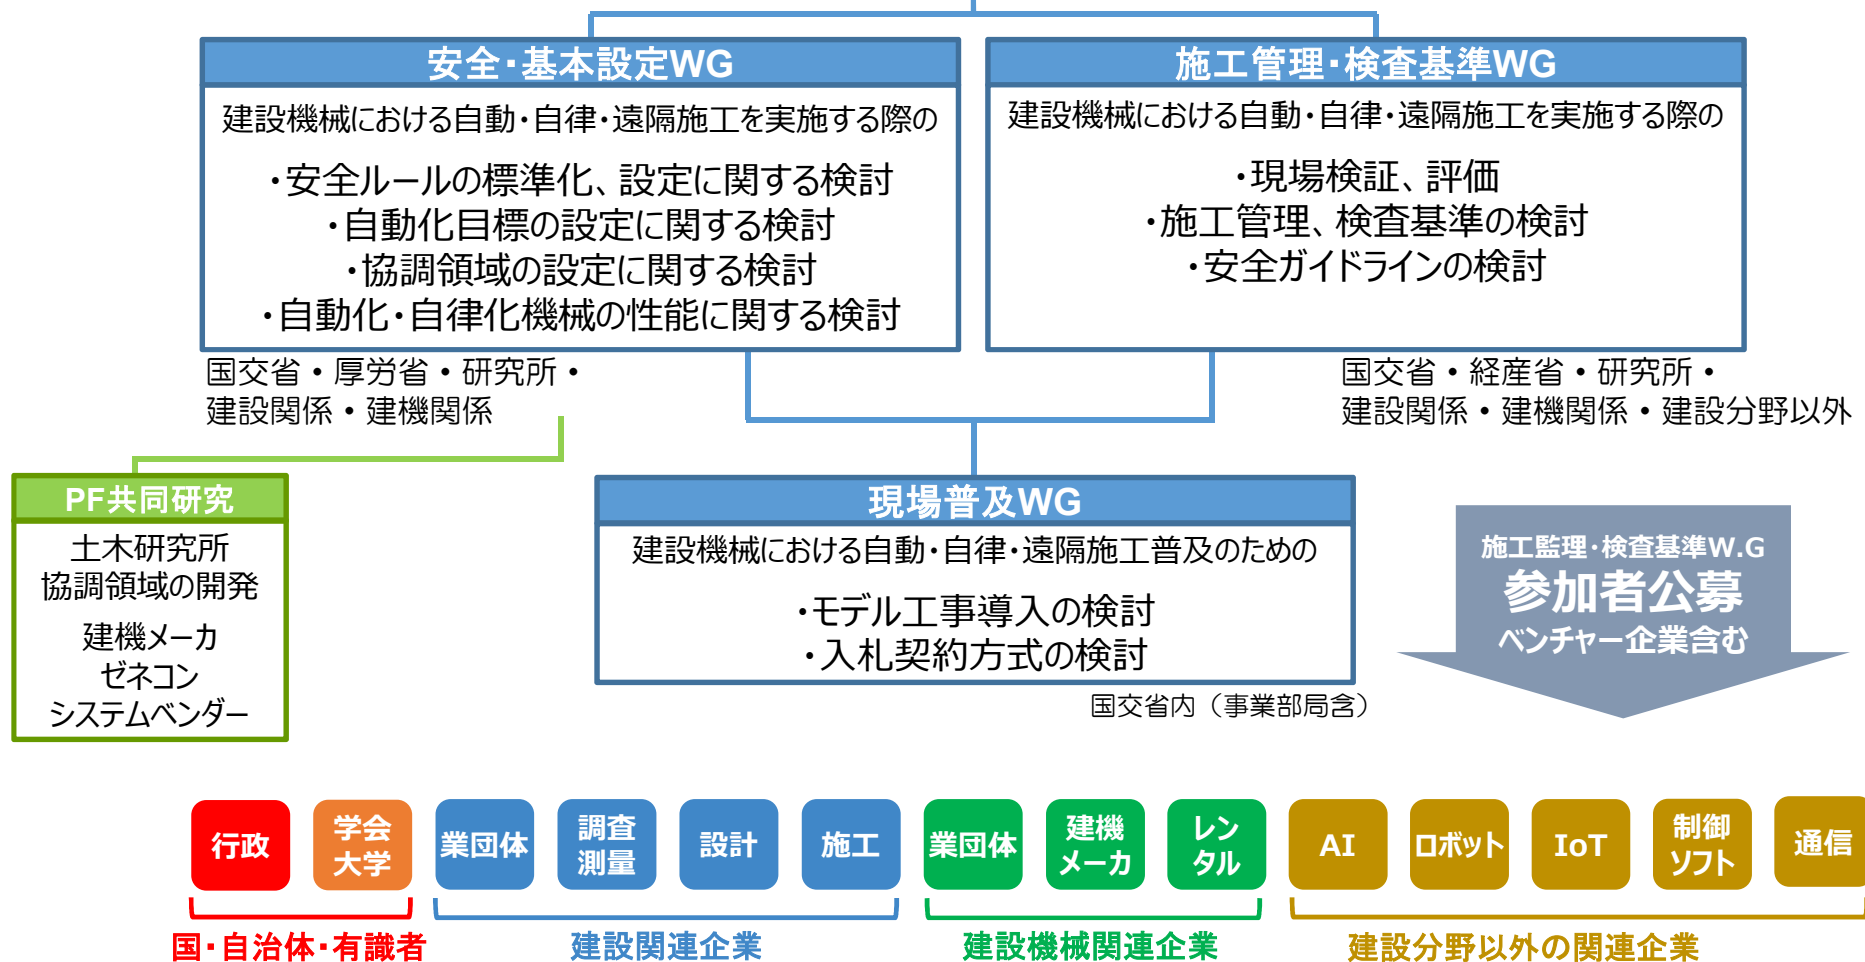 安全・基本設定WG
建設機械における自動・自律・遠隔施工を実施する際の
・安全ルールの標準化、設定に関する検討
・自動化目標の設定に関する検討
・協調領域の設定に関する検討
・自動化・自律化機械の性能に関する検討
国交省・厚労省・研究所・
建設関係・建機関係
施工管理・検査基準WG
建設機械における自動・自律・遠隔施工を実施する際の
・現場検証、評価
・施工管理、検査基準の検討
・安全ガイドラインの検討
国交省・経産省・研究所・
建設関係・建機関係・建設分野以外
PF共同研究
土木研究所
協調領域の開発
建機メーカ
ゼネコン
システムベンダー
現場普及WG
建設機械における自動・自律・遠隔施工普及のための
・モデル工事導入の検討
・入札契約方式の検討
国交省内（事業部局含）
施工監理・検査基準W.G
参加者公募
ベンチャー企業含む
行政
学会
大学
業団体
調査
測量
設計
施工
業団体
建機
メーカ
レン
タル
AI
ロボット
IoT
制御
ソフト
通信
国・自治体・有識者
建設関連企業
建設機械関連企業
建設分野以外の関連企業